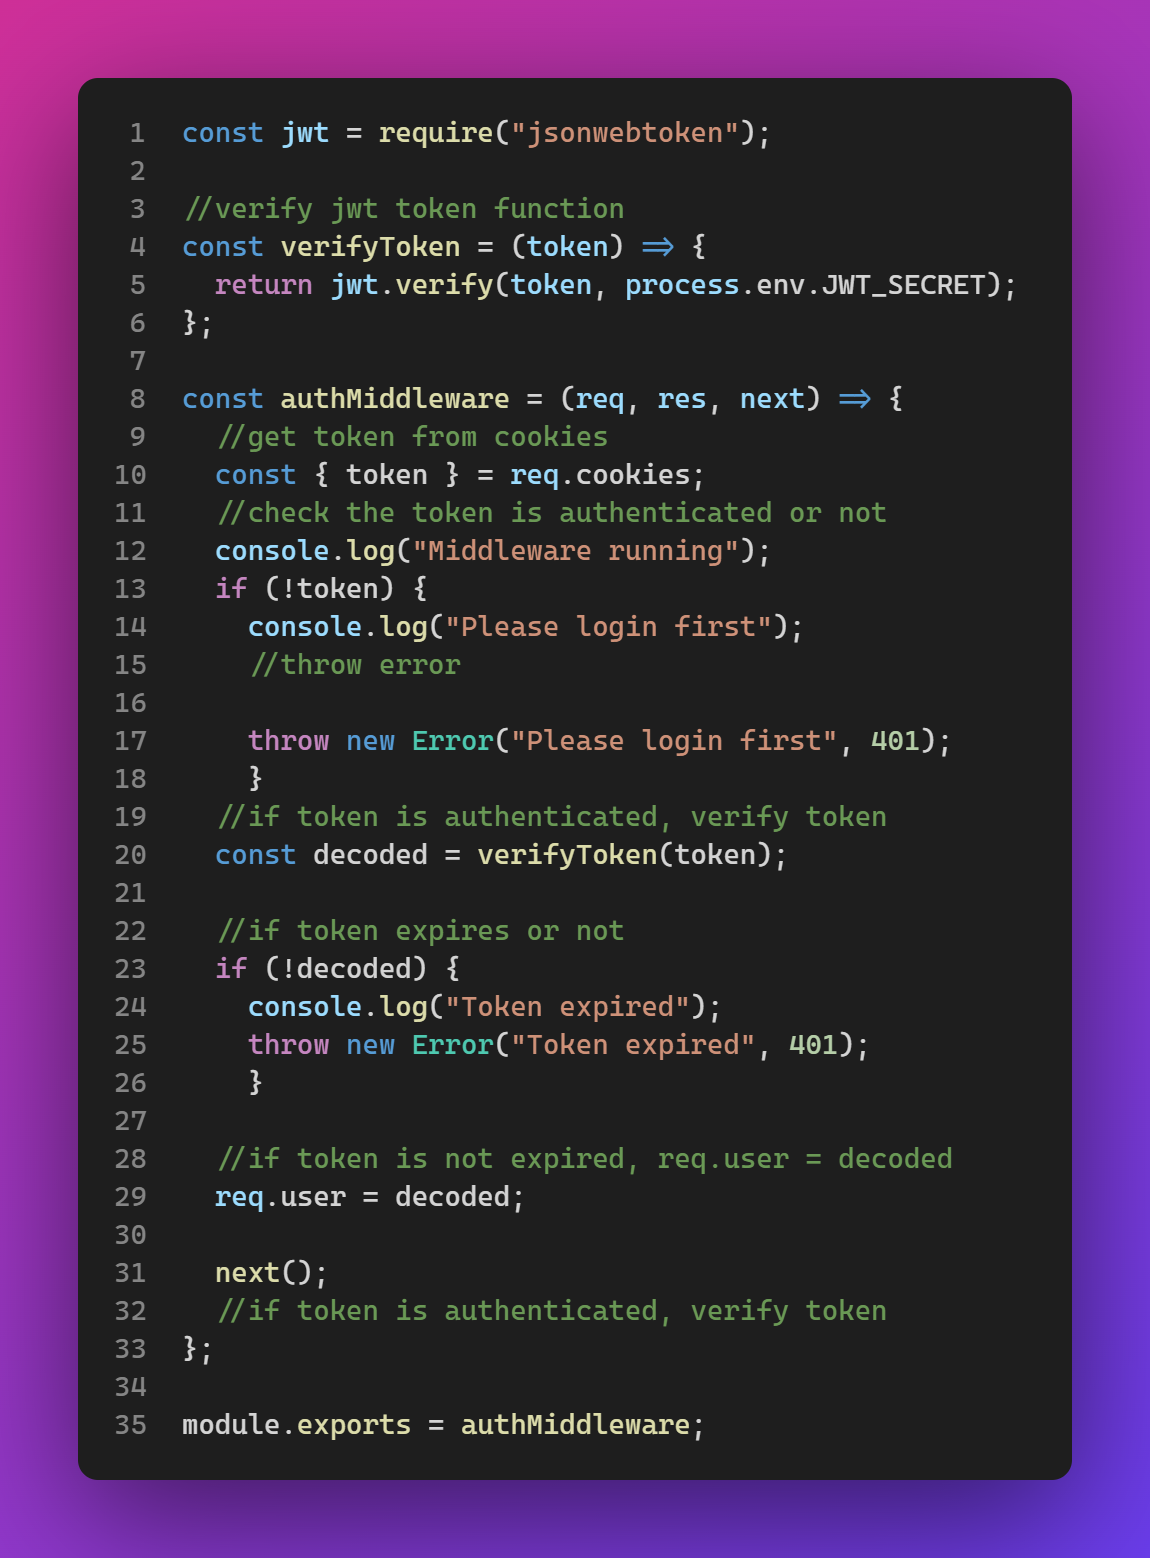 1 const jwt = require("jsonwebtoken");
2
3 //verify jwt token function
4 const verifyToken = (token) => {
5   return jwt.verify(token, process.env.JWT_SECRET);
6 };
7
8 const authMiddleware = (req, res, next) => {
9   //get token from cookies
10   const { token } = req.cookies;
11   //check the token is authenticated or not
12   console.log("Middleware running");
13   if (!token) {
14     console.log("Please login first");
15     //throw error
16
17     throw new Error("Please login first", 401);
18     }
19   //if token is authenticated, verify token
20   const decoded = verifyToken(token);
21
22   //if token expires or not
23   if (!decoded) {
24     console.log("Token expired");
25     throw new Error("Token expired", 401);
26     }
27
28   //if token is not expired, req.user = decoded
29   req.user = decoded;
30
31   next();
32   //if token is authenticated, verify token
33 };
34
35 module.exports = authMiddleware;